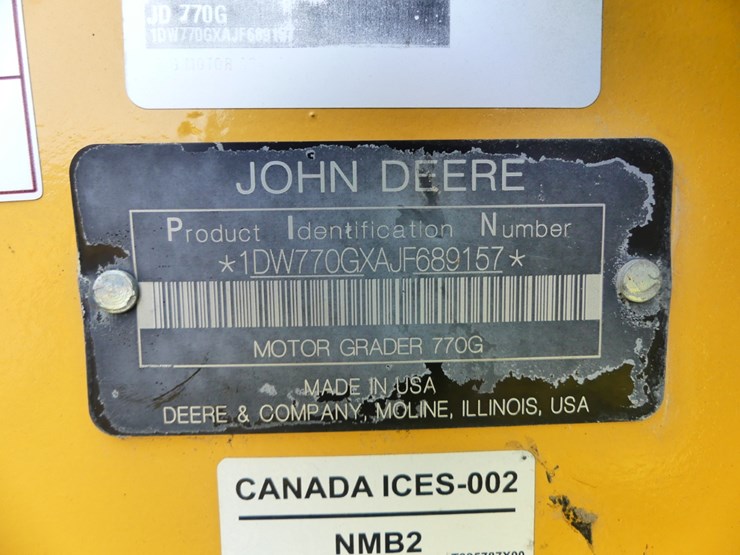 JD 770G
1DW770GXAJF689157
JOHN DEERE
Product Identification Number
*1DW770GXAJF689157*
MOTOR GRADER 770G
MADE IN USA
DEERE & COMPANY, MOLINE, ILLINOIS, USA
CANADA ICES-002
NMB2